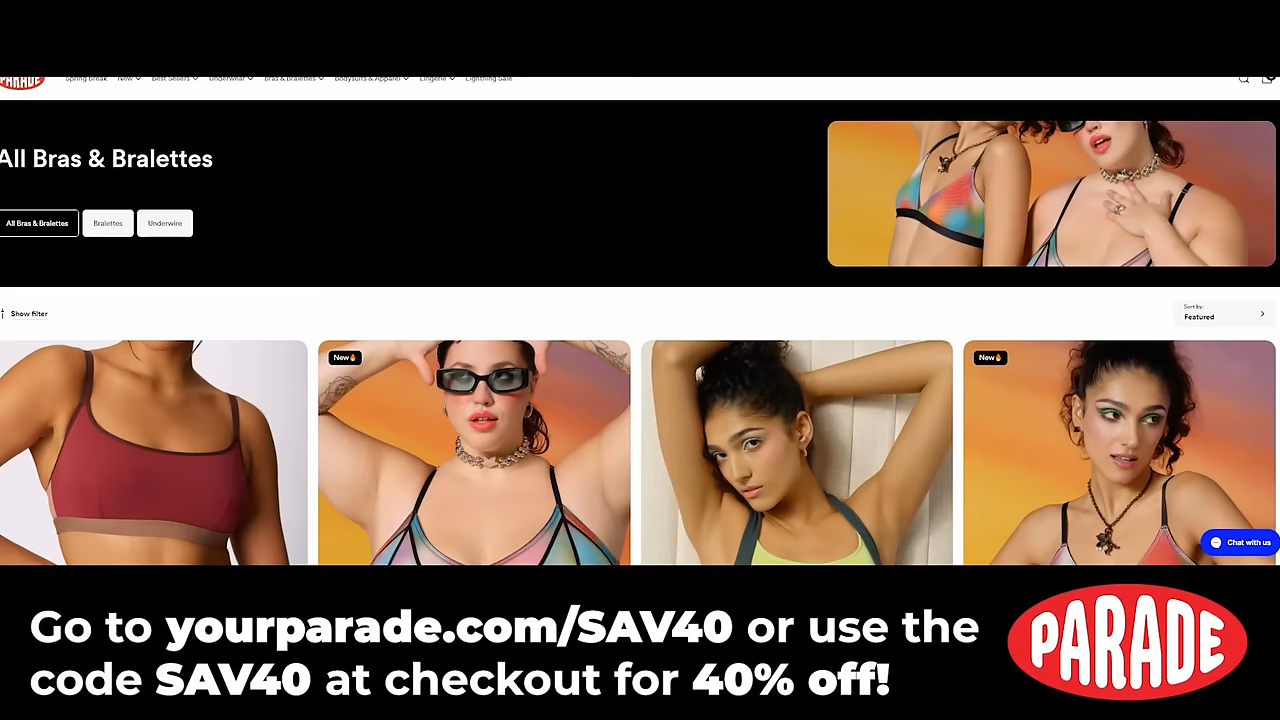 PARADE
Spring Break New Best Sellers Underwear Bras & Bralettes Bodysuits & Apparel Lingerie Lightning Sale
All Bras & Bralettes
All Bras & Bralettes Bralettes Underwire
Sort by:
Show filter
Featured
New🔥
New🔥
Chat with us
Go to yourparade.com/SAV40 or use the
code SAV40 at checkout for 40% off!
PARADE